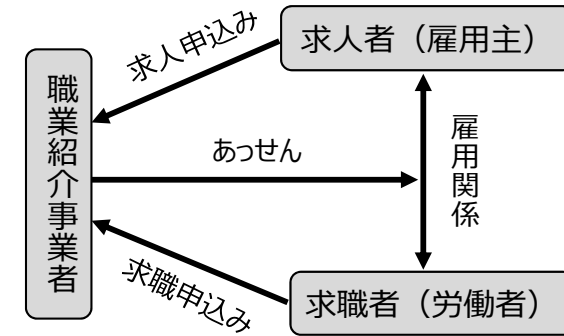 求人申込み
求人者（雇用主）
職業紹介事業者
あっせん
雇用関係
求職申込み
求職者（労働者）